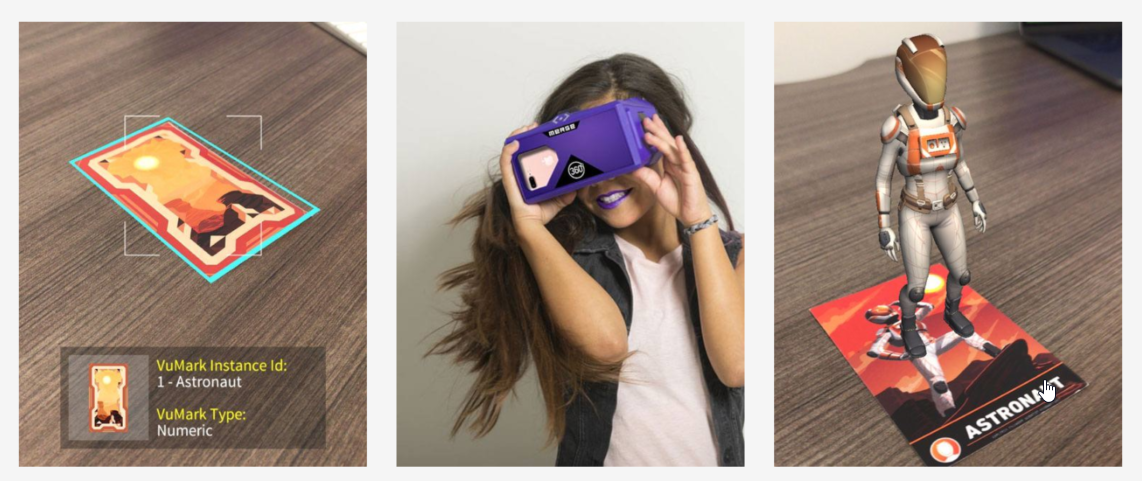 VuMark Instance Id:
1 - Astronaut
VuMark Type:
Numeric
MERGE
360
ASTRONAUT